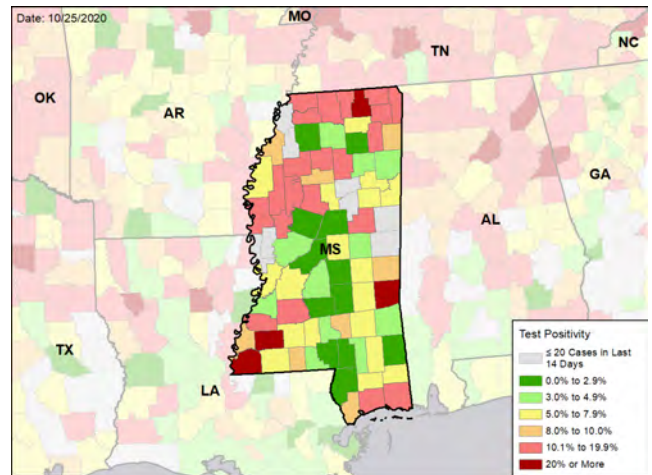 Date: 10/25/2020
MO
TN
NC
OK
AR
GA
AL
MS
TX
LA
Test Positivity
≤ 20 Cases in Last
14 Days
0.0% to 2.9%
3.0% to 4.9%
5.0% to 7.9%
8.0% to 10.0%
10.1% to 19.9%
20% or More